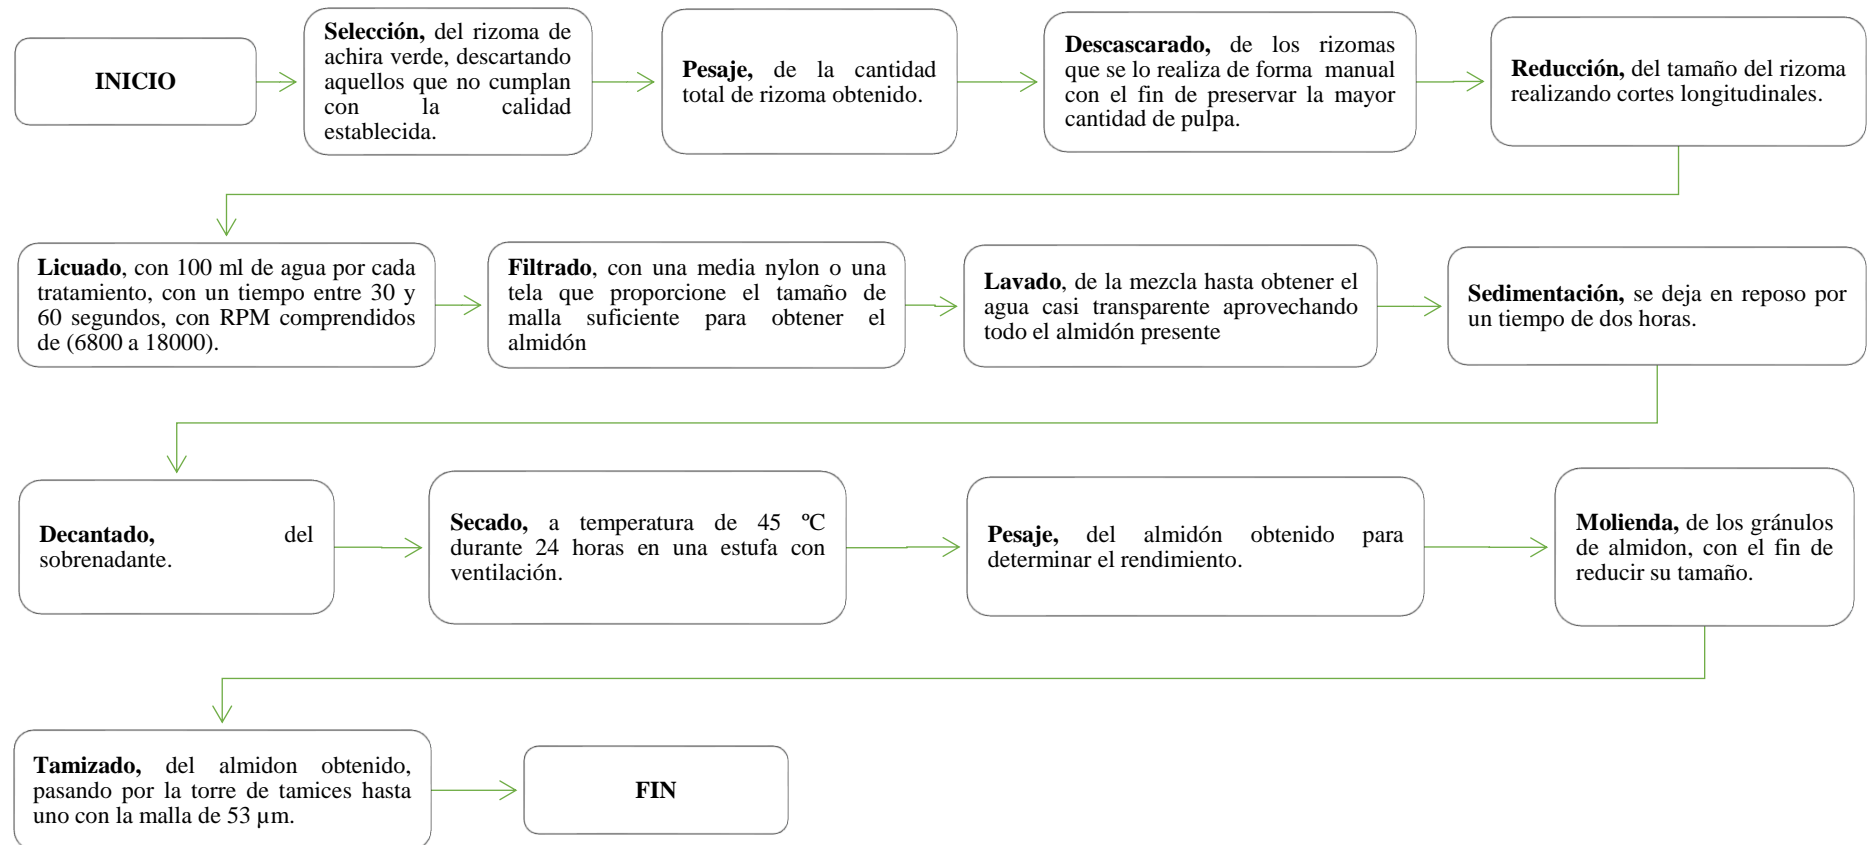 INICIO
Selección, del rizoma de
achira verde, descartando
aquellos que no cumplan
con la calidad
establecida.
Pesaje, de la cantidad
total de rizoma obtenido.
Descascarado, de los rizomas
que se lo realiza de forma manual
con el fin de preservar la mayor
cantidad de pulpa.
Reducción, del tamaño del rizoma
realizando cortes longitudinales.
Licuado, con 100 ml de agua por cada
tratamiento, con un tiempo entre 30 y
60 segundos, con RPM comprendidos
de (6800 a 18000).
Filtrado, con una media nylon o una
tela que proporcione el tamaño de
malla suficiente para obtener el
almidón
Lavado, de la mezcla hasta obtener el
agua casi transparente aprovechando
todo el almidón presente
Sedimentación, se deja en reposo por
un tiempo de dos horas.
Decantado, del
sobrenadante.
Secado, a temperatura de 45 ºC
durante 24 horas en una estufa con
ventilación.
Pesaje, del almidón obtenido para
determinar el rendimiento.
Molienda, de los gránulos
de almidon, con el fin de
reducir su tamaño.
Tamizado, del almidon obtenido,
pasando por la torre de tamices hasta
uno con la malla de 53 µm.
FIN